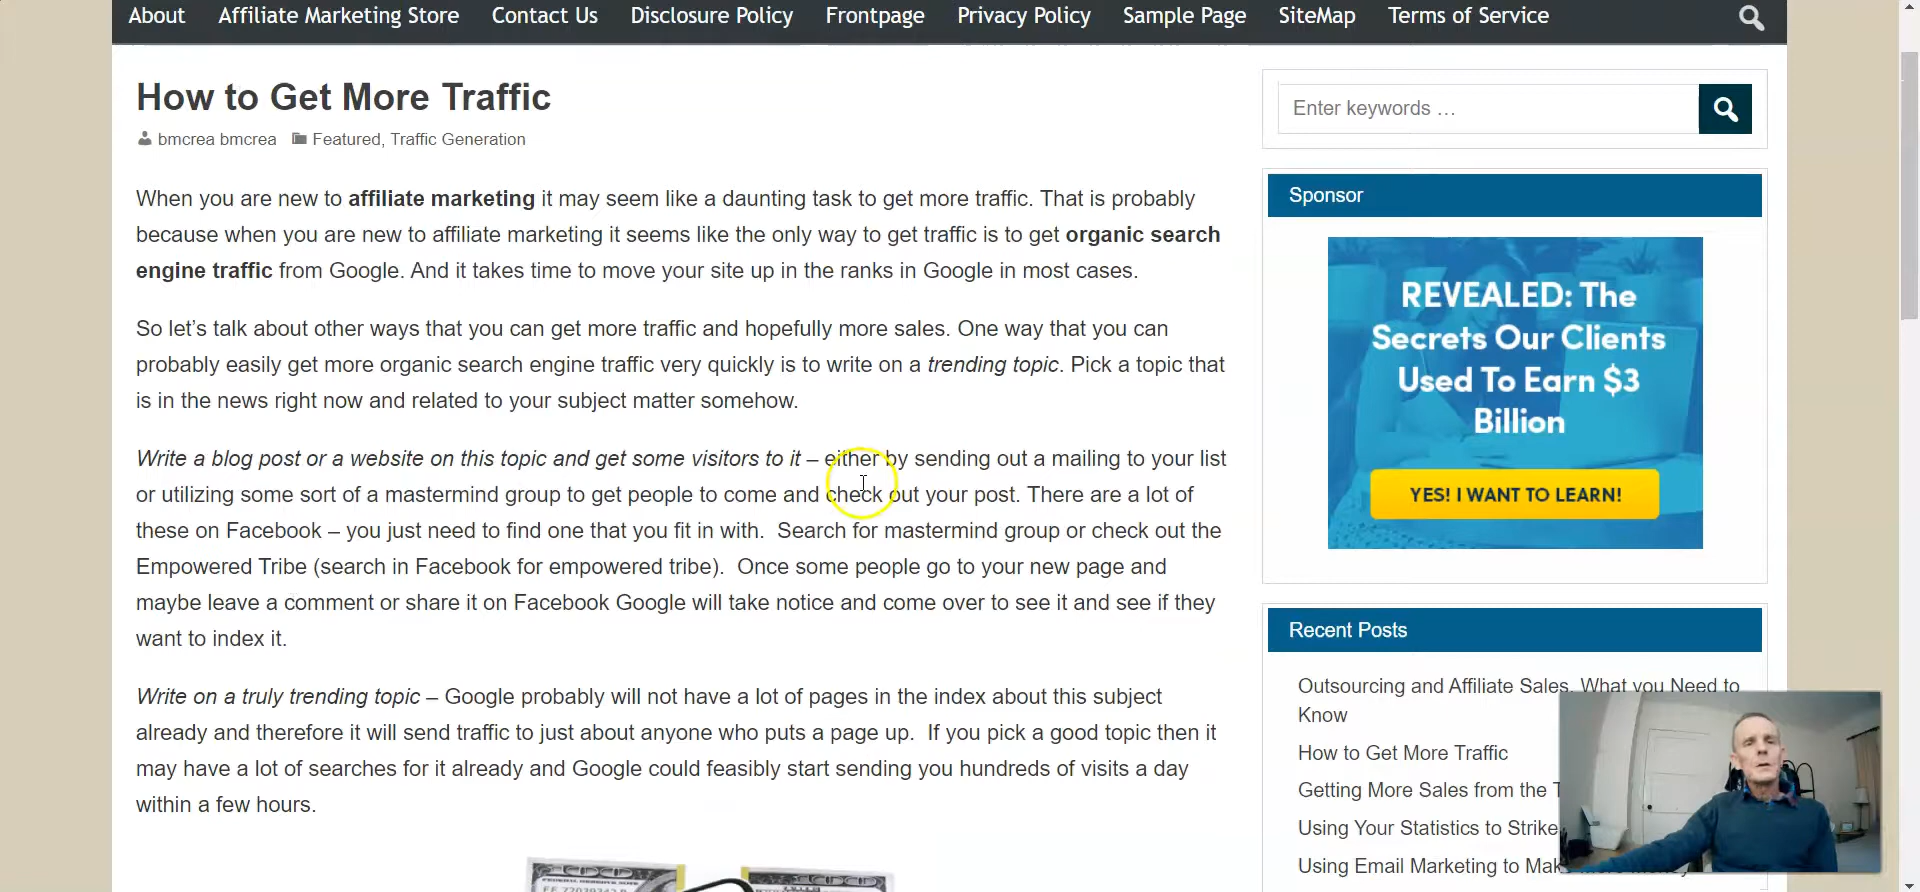 About Affiliate Marketing Store Contact Us Disclosure Policy Frontpage Privacy Policy Sample Page SiteMap Terms of Service
How to Get More Traffic
bmcrea bmcrea Featured, Traffic Generation
When you are new to affiliate marketing it may seem like a daunting task to get more traffic. That is probably
because when you are new to affiliate marketing it seems like the only way to get traffic is to get organic search
engine traffic from Google. And it takes time to move your site up in the ranks in Google in most cases.
So let’s talk about other ways that you can get more traffic and hopefully more sales. One way that you can
probably easily get more organic search engine traffic very quickly is to write on a trending topic. Pick a topic that
is in the news right now and related to your subject matter somehow.
Write a blog post or a website on this topic and get some visitors to it – either by sending out a mailing to your list
or utilizing some sort of a mastermind group to get people to come and check out your post. There are a lot of
these on Facebook – you just need to find one that you fit in with. Search for mastermind group or check out the
Empowered Tribe (search in Facebook for empowered tribe). Once some people go to your new page and
maybe leave a comment or share it on Facebook Google will take notice and come over to see it and see if they
want to index it.
Write on a truly trending topic – Google probably will not have a lot of pages in the index about this subject
already and therefore it will send traffic to just about anyone who puts a page up. If you pick a good topic then it
may have a lot of searches for it already and Google could feasibly start sending you hundreds of visits a day
within a few hours.
Enter keywords …
Sponsor
REVEALED: The
Secrets Our Clients
Used To Earn $3
Billion
YES! I WANT TO LEARN!
Recent Posts
Outsourcing and Affiliate Sales, What you Need to
Know
How to Get More Traffic
Getting More Sales from the
Using Your Statistics to Strike
Using Email Marketing to